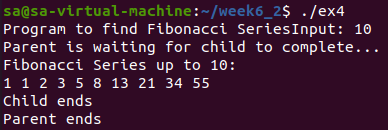 sa@sa-virtual-machine:~/week6_2$ ./ex4
Program to find Fibonacci SeriesInput: 10
Parent is waiting for child to complete...
Fibonacci Series up to 10:
1 1 2 3 5 8 13 21 34 55
Child ends
Parent ends